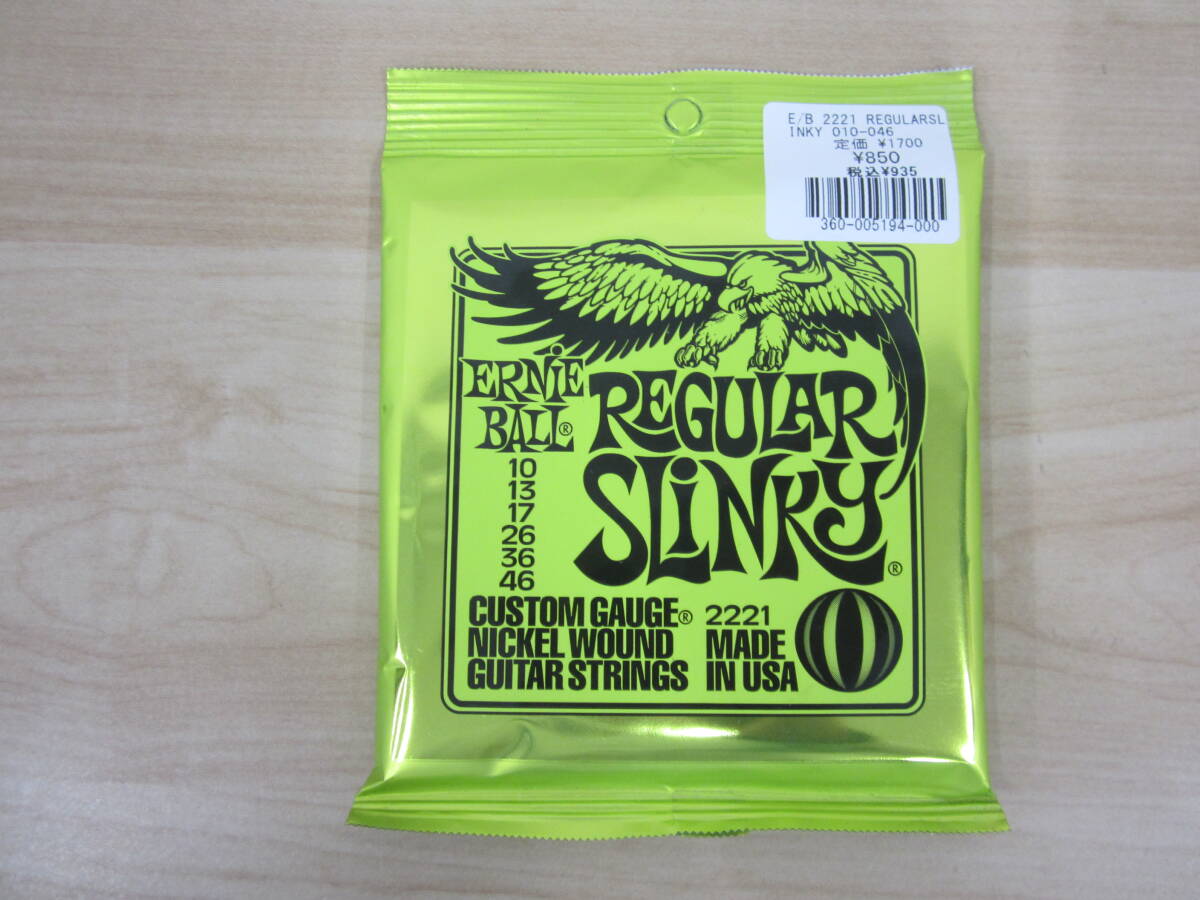 E/B 2221 REGULARSL
INKY 010-046
定価 ¥1700
¥850
税込¥935
360-005194-000
ERNiE
BALL®
REGULAR
SLiNKY®
10
13
17
26
36
46
CUSTOM GAUGE®
NICKEL WOUND
GUITAR STRINGS
2221
MADE
IN USA